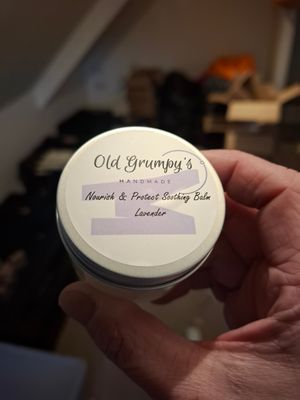 Old Grumpy's
HANDMADE
Nourish & Protect Soothing Balm
Lavender